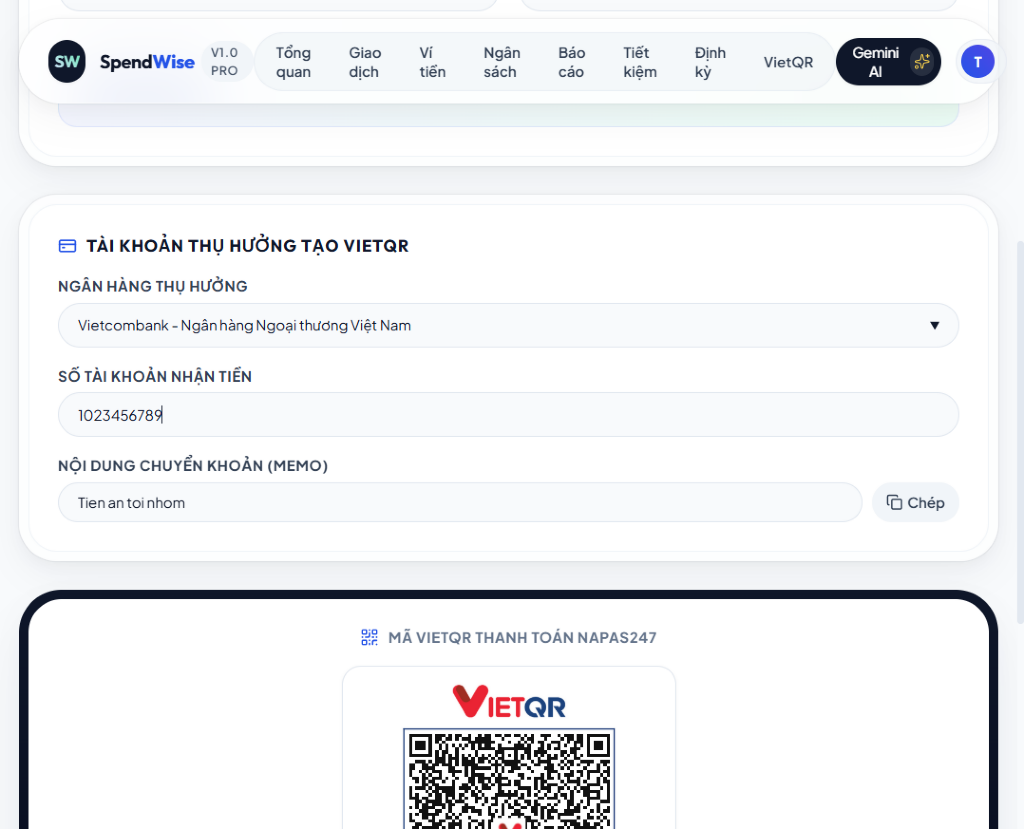 SW
SpendWise
V1.0
PRO
Tổng
quan
Giao
dịch
Ví
tiền
Ngân
sách
Báo
cáo
Tiết
kiệm
Định
kỳ
VietQR
Gemini
AI
T
TÀI KHOẢN THỤ HƯỞNG TẠO VIETQR
NGÂN HÀNG THỤ HƯỞNG
Vietcombank - Ngân hàng Ngoại thương Việt Nam
SỐ TÀI KHOẢN NHẬN TIỀN
1023456789
NỘI DUNG CHUYỂN KHOẢN (MEMO)
Tien an toi nhom
Chép
MÃ VIETQR THANH TOÁN NAPAS247
VIETQR